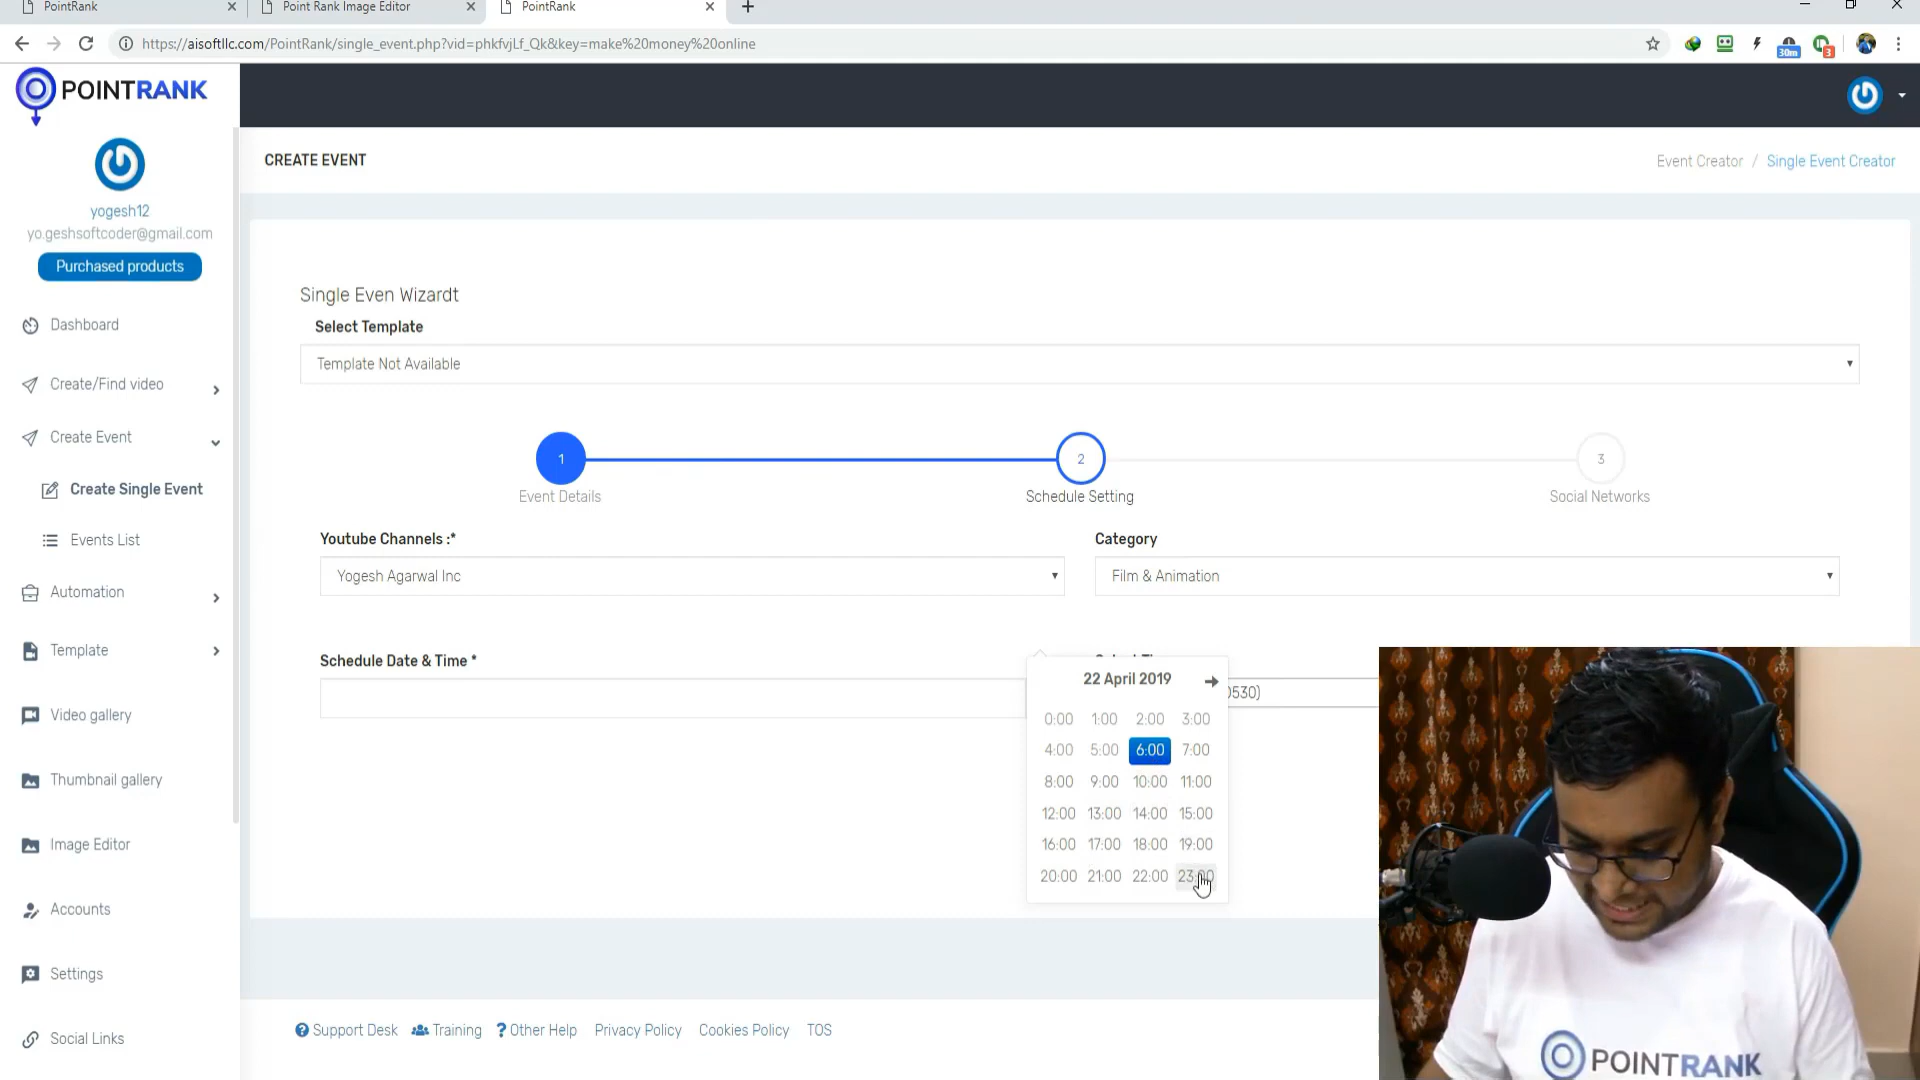 PointRank
Point Rank Image Editor
PointRank
https://aisoftllc.com/PointRank/single_event.php?vid=phkfvjLf_Qk&key=make%20money%20online
30m
3
POINTRANK
CREATE EVENT
Event Creator / Single Event Creator
yogesh12
yo.geshsoftcoder@gmail.com
Purchased products
Dashboard
Create/Find video
Create Event
Create Single Event
Events List
Automation
Template
Video gallery
Thumbnail gallery
Image Editor
Accounts
Settings
Social Links
Single Even Wizardt
Select Template
Template Not Available
1
2
3
Event Details
Schedule Setting
Social Networks
Youtube Channels :*
Category
Yogesh Agarwal Inc
Film & Animation
Schedule Date & Time *
530)
22 April 2019
0:00 1:00 2:00 3:00
4:00 5:00 6:00 7:00
8:00 9:00 10:00 11:00
12:00 13:00 14:00 15:00
16:00 17:00 18:00 19:00
20:00 21:00 22:00 23:00
Support Desk Training Other Help Privacy Policy Cookies Policy TOS
POINTRANK